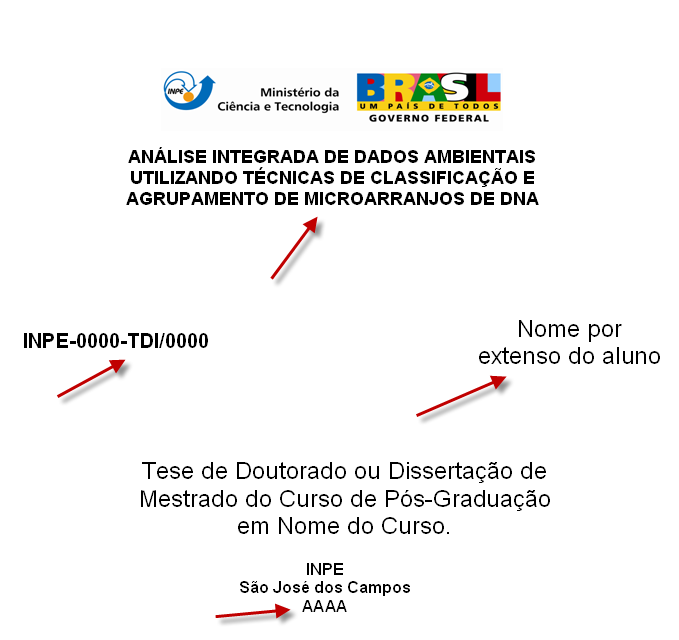 INPE
Ministério da
Ciência e Tecnologia
BRASIL
UM PAÍS DE TODOS
GOVERNO FEDERAL
ANÁLISE INTEGRADA DE DADOS AMBIENTAIS
UTILIZANDO TÉCNICAS DE CLASSIFICAÇÃO E
AGRUPAMENTO DE MICROARRANJOS DE DNA
INPE-0000-TDI/0000
Nome por
extenso do aluno
Tese de Doutorado ou Dissertação de
Mestrado do Curso de Pós-Graduação
em Nome do Curso.
INPE
São José dos Campos
AAAA